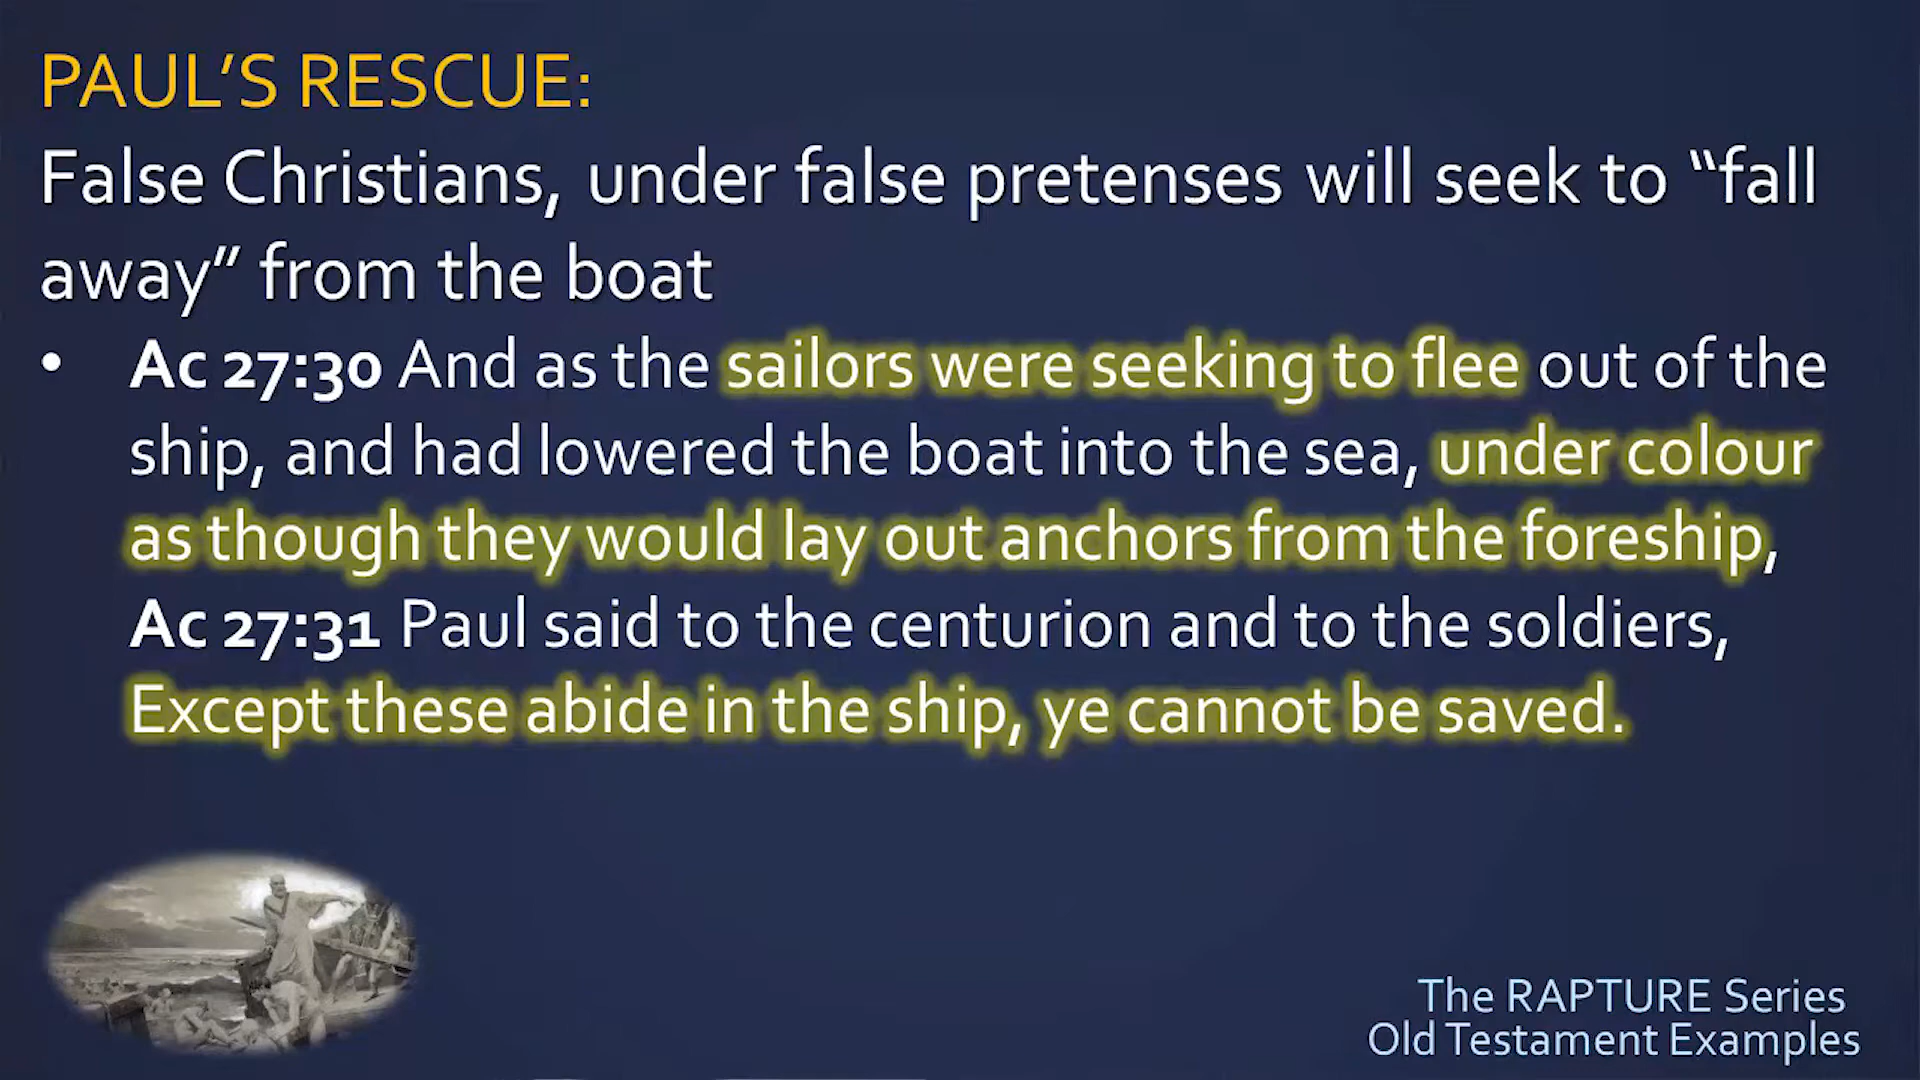 PAUL’S RESCUE:
False Christians, under false pretenses will seek to “fall
away” from the boat
• Ac 27:30 And as the sailors were seeking to flee out of the
ship, and had lowered the boat into the sea, under colour
as though they would lay out anchors from the foreship,
Ac 27:31 Paul said to the centurion and to the soldiers,
Except these abide in the ship, ye cannot be saved.
The RAPTURE Series
Old Testament Examples